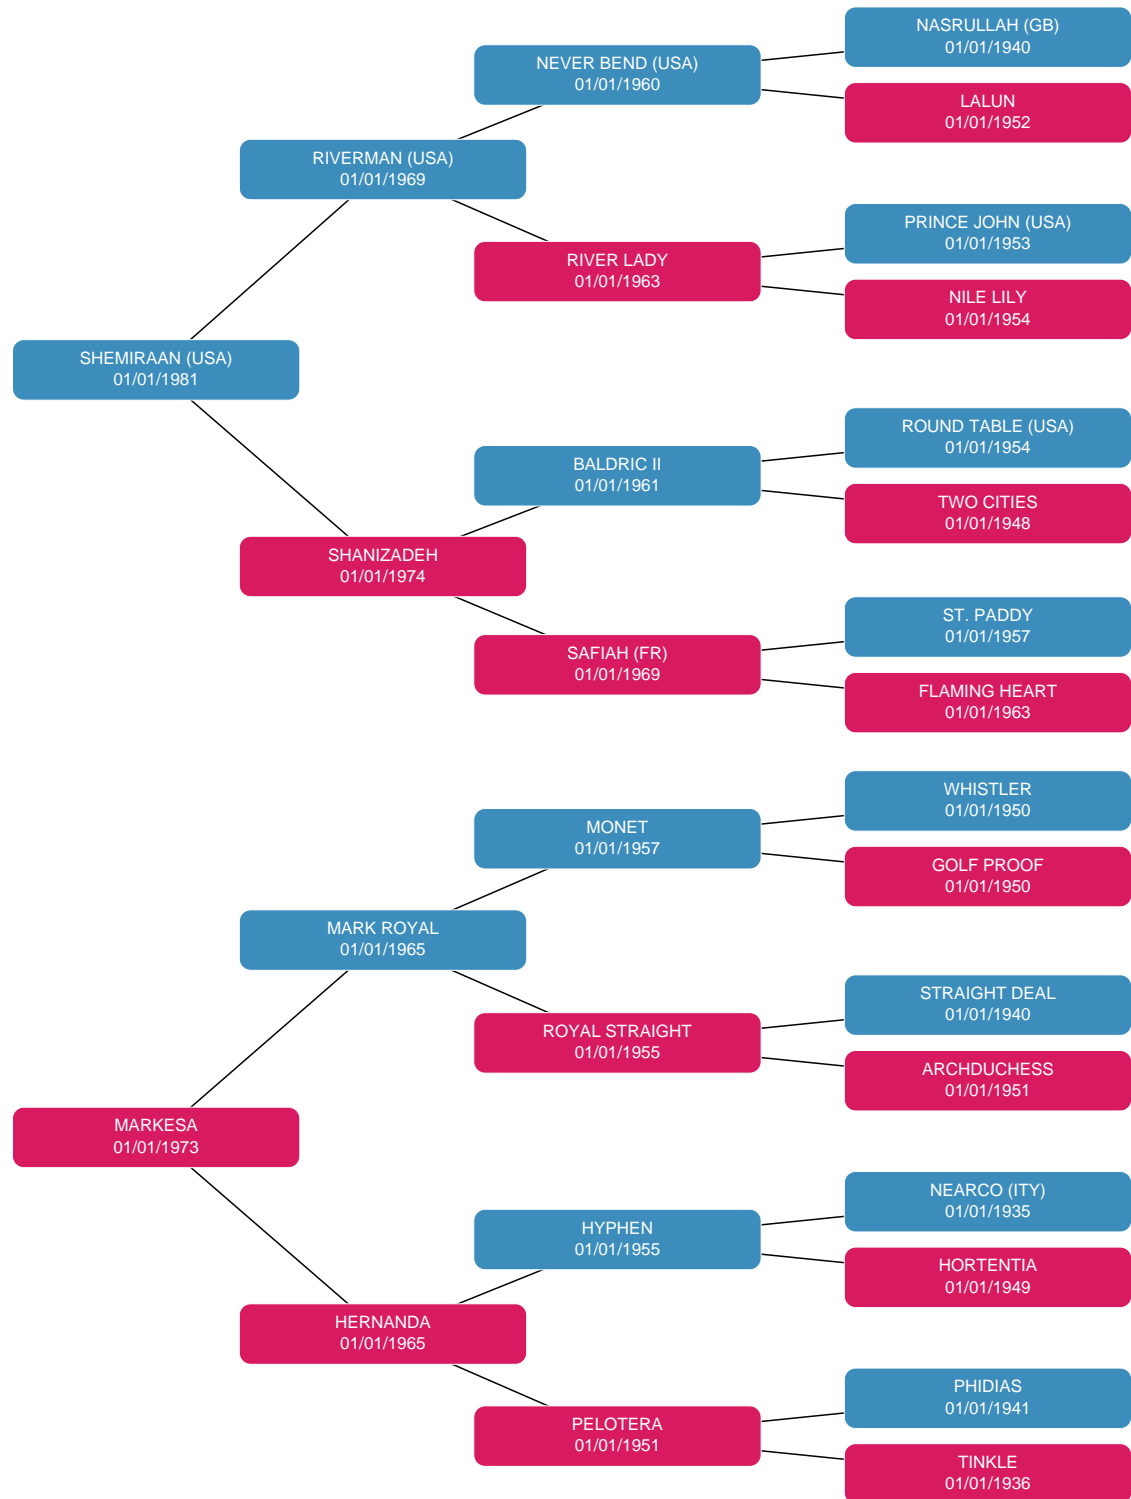 NASRULLAH (GB)
01/01/1940
NEVER BEND (USA)
01/01/1960
LALUN
01/01/1952
RIVERMAN (USA)
01/01/1969
PRINCE JOHN (USA)
01/01/1953
RIVER LADY
01/01/1963
NILE LILY
01/01/1954
SHEMIRAAN (USA)
01/01/1981
ROUND TABLE (USA)
01/01/1954
BALDRIC II
01/01/1961
TWO CITIES
01/01/1948
SHANIZADEH
01/01/1974
ST. PADDY
01/01/1957
SAFIAH (FR)
01/01/1969
FLAMING HEART
01/01/1963
WHISTLER
01/01/1950
MONET
01/01/1957
GOLF PROOF
01/01/1950
MARK ROYAL
01/01/1965
STRAIGHT DEAL
01/01/1940
ROYAL STRAIGHT
01/01/1955
ARCHDUCHESS
01/01/1951
MARKESA
01/01/1973
NEARCO (ITY)
01/01/1935
HYPHEN
01/01/1955
HORTENTIA
01/01/1949
HERNANDA
01/01/1965
PHIDIAS
01/01/1941
PELOTERA
01/01/1951
TINKLE
01/01/1936